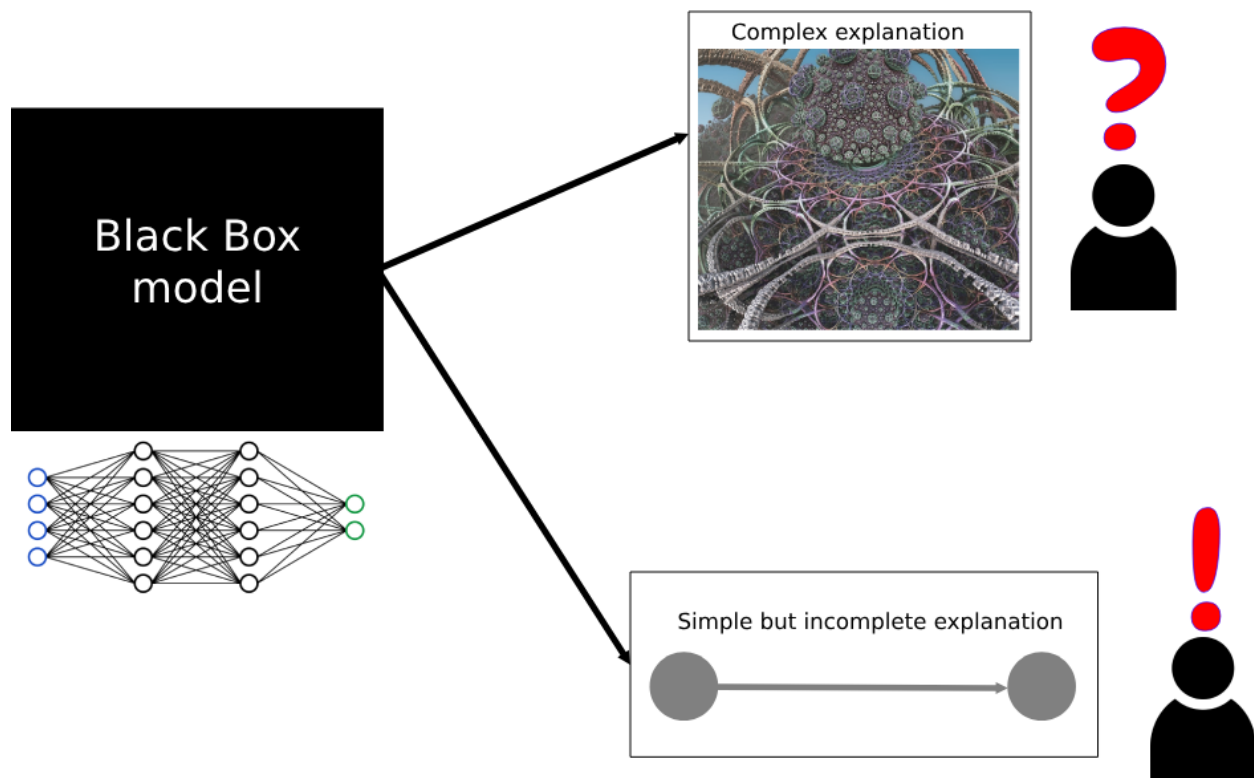 Complex explanation
Black Box
model
Simple but incomplete explanation